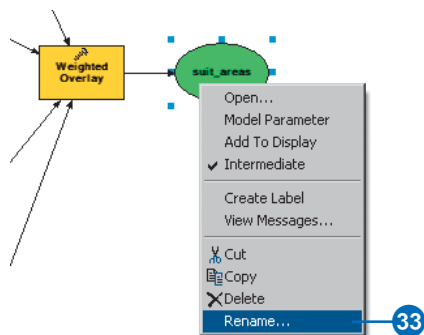 Weighted
Overlay
suit_areas
Open...
Model Parameter
Add To Display
Intermediate
Create Label
View Messages...
Cut
Copy
Delete
Rename...
33